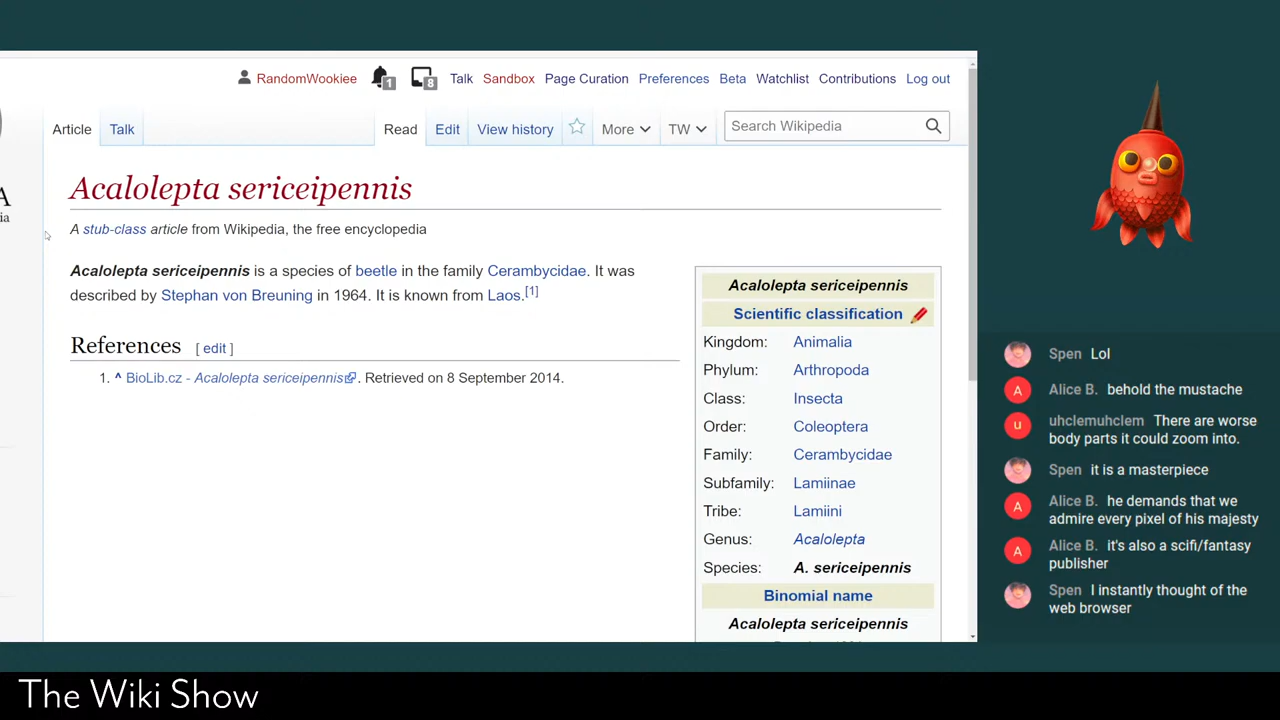 RandomWookiee 1 8 Talk Sandbox Page Curation Preferences Beta Watchlist Contributions Log out
Article Talk Read Edit View history More TW Search Wikipedia
A
ia
Acalolepta sericeipennis
A stub-class article from Wikipedia, the free encyclopedia
Acalolepta sericeipennis is a species of beetle in the family Cerambycidae. It was
described by Stephan von Breuning in 1964. It is known from Laos.[1]
References [ edit ]
1. ^ BioLib.cz - Acalolepta sericeipennis. Retrieved on 8 September 2014.
Acalolepta sericeipennis
Scientific classification
Kingdom: Animalia
Phylum: Arthropoda
Class: Insecta
Order: Coleoptera
Family: Cerambycidae
Subfamily: Lamiinae
Tribe: Lamiini
Genus: Acalolepta
Species: A. sericeipennis
Binomial name
Acalolepta sericeipennis
Spen Lol
A Alice B. behold the mustache
u uhclemuhclem There are worse
body parts it could zoom into.
Spen it is a masterpiece
A Alice B. he demands that we
admire every pixel of his majesty
A Alice B. it's also a scifi/fantasy
publisher
Spen I instantly thought of the
web browser
The Wiki Show